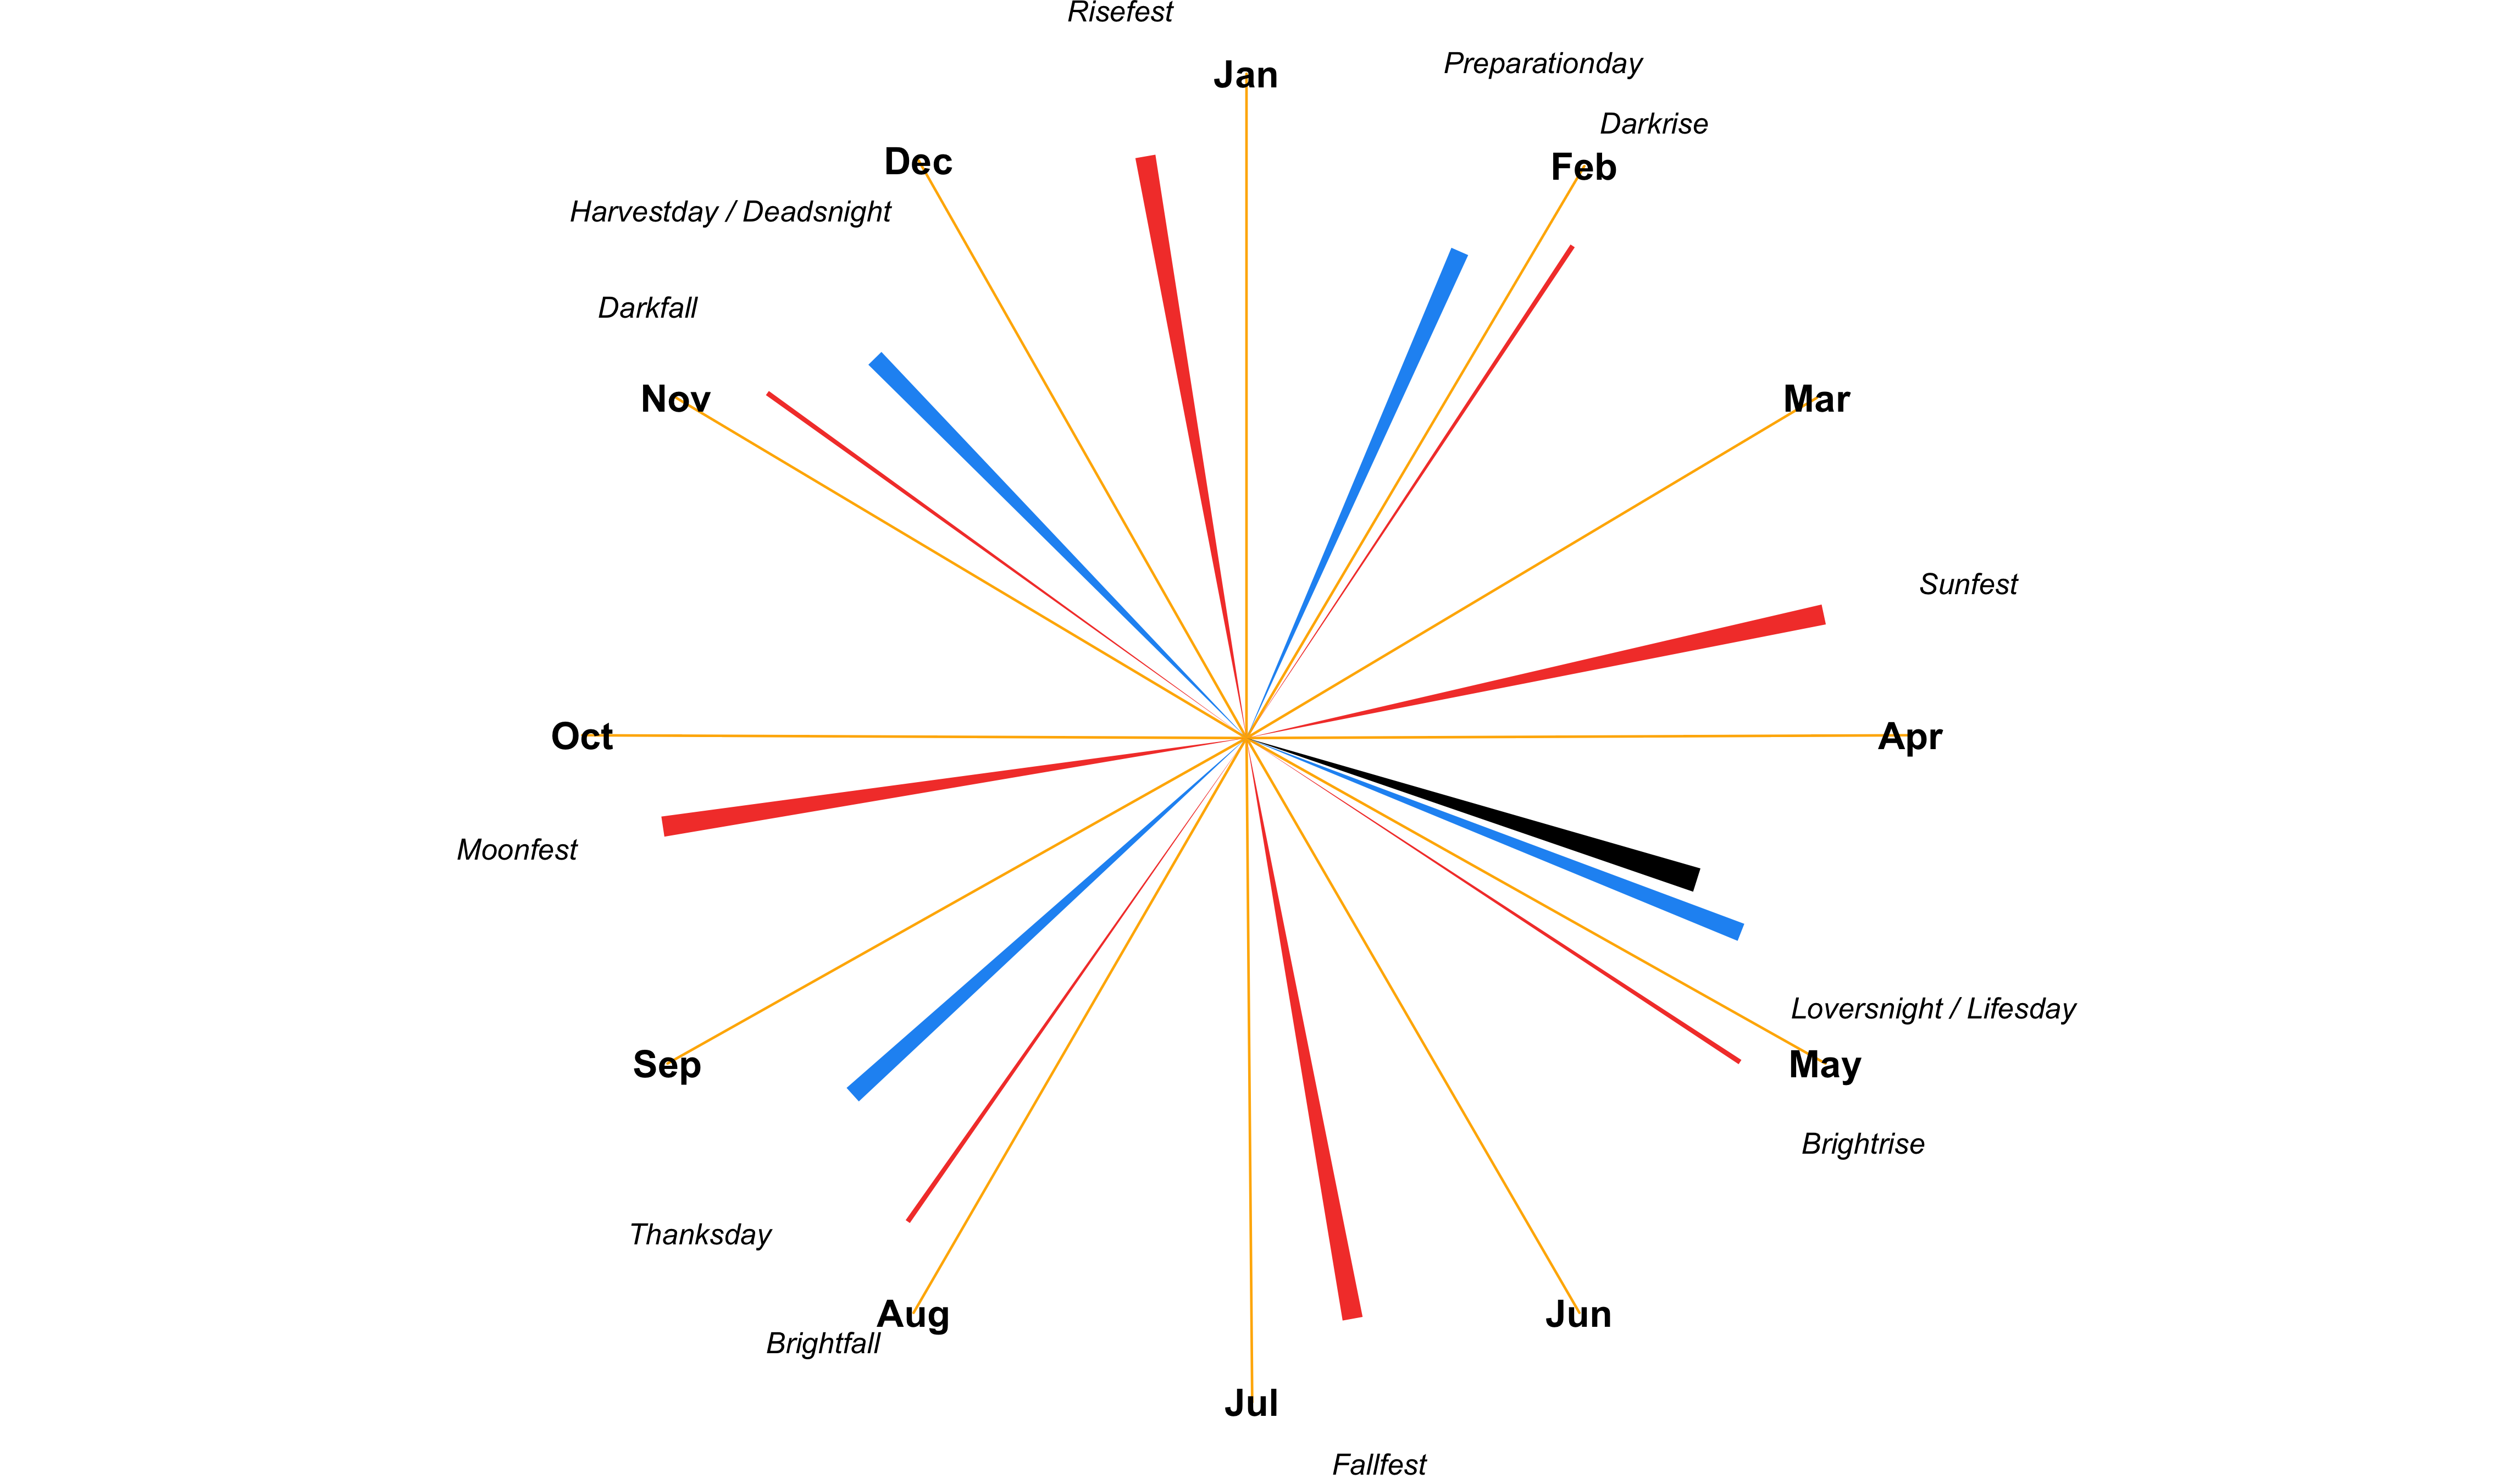 Risefest
Jan
Preparationday
Darkrise
Dec
Feb
Harvestday / Deadsnight
Darkfall
Nov
Mar
Sunfest
Oct
Apr
Moonfest
Loversnight / Lifesday
Sep
May
Brightrise
Thanksday
Aug
Jun
Brightfall
Jul
Fallfest